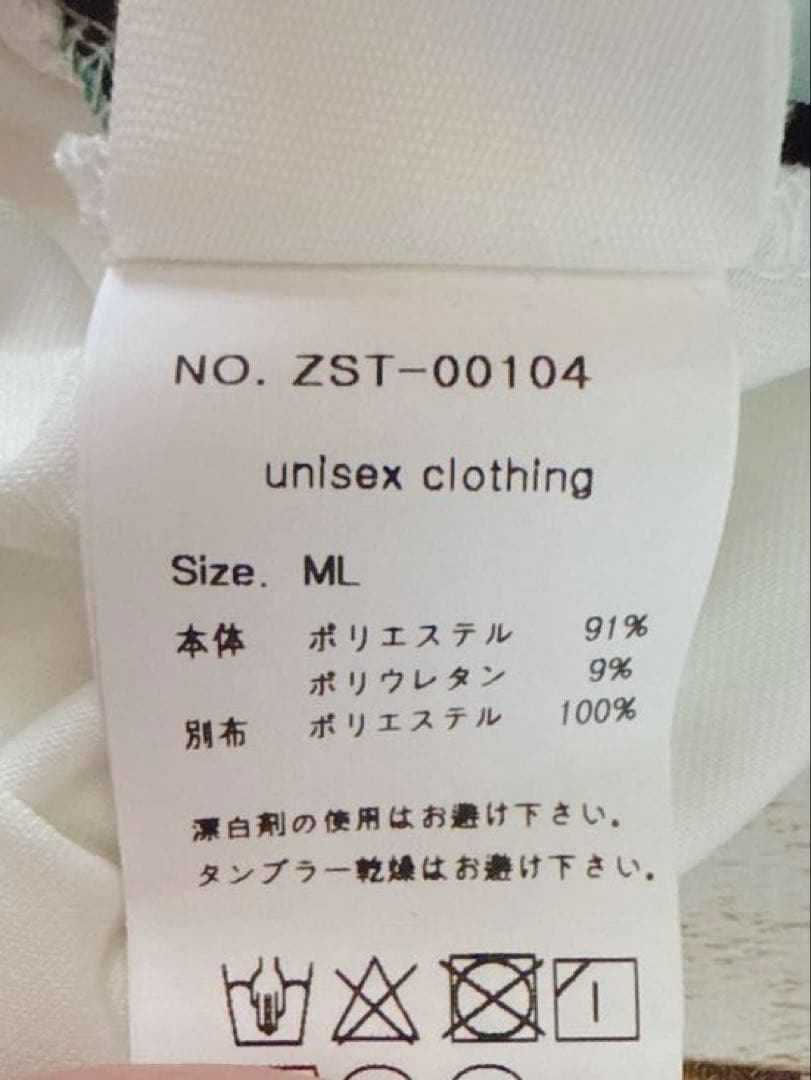 NO. ZST-00104
unisex clothing
Size. ML
本体 ポリエステル 91%
ポリウレタン 9%
別布 ポリエステル 100%
漂白剤の使用はお避け下さい。
タンブラー乾燥はお避け下さい。